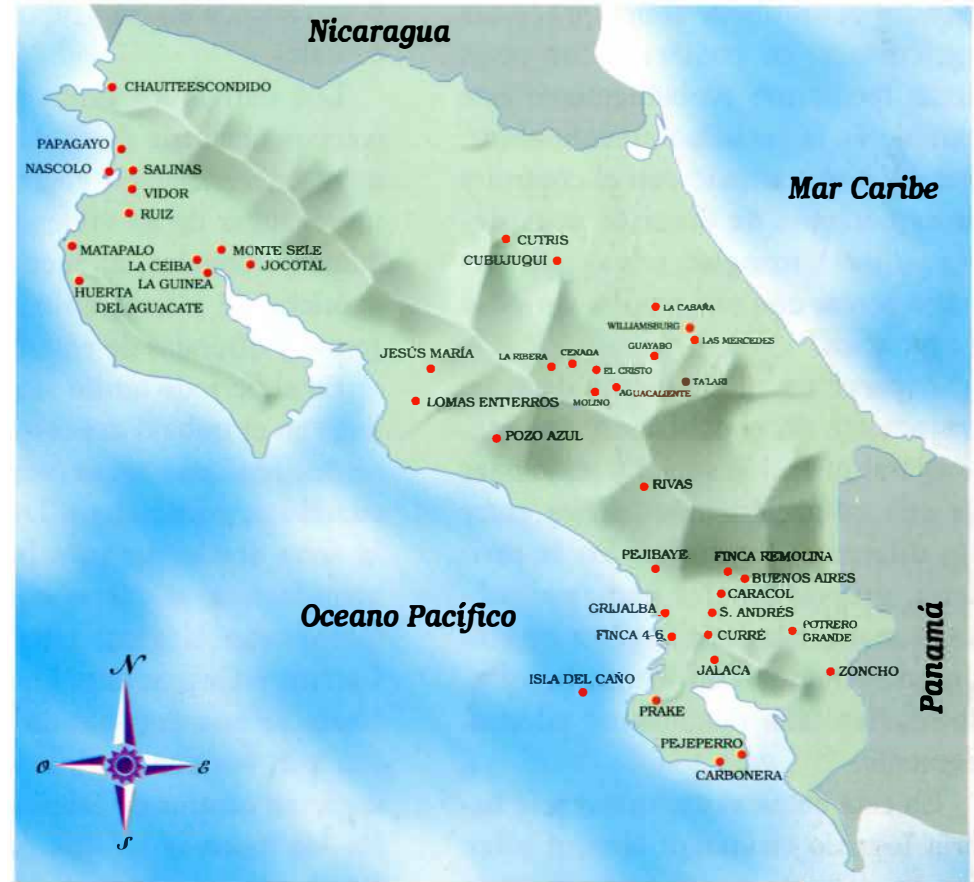 Nicaragua
CHAUITEESCONDIDO
PAPAGAYO
NASCOLO
SALINAS
VIDOR
RUIZ
Mar Caribe
MATAPALO
MONTE SELE
LA CEIBA
JOCOTAL
LA GUINEA
HUERTA
DEL AGUACATE
CUTRIS
CUBUJUQUI
LA CABAÑA
WILLIAMSBURG
LAS MERCEDES
GUAYABO
JESÚS MARÍA
LA RIBERA
CENADA
EL CRISTO
TA'LARI
AGUACALIENTE
MOLINO
LOMAS ENTIERROS
POZO AZUL
RIVAS
PEJIBAYE
FINCA REMOLINA
BUENOS AIRES
CARACOL
Oceano Pacífico
GRIJALBA
S. ANDRÉS
POTRERO
GRANDE
FINCA 4-6
CURRÉ
Panamá
JALACA
ZONCHO
ISLA DEL CAÑO
PRAKE
PEJEPERRO
CARBONERA
N
O
E
S